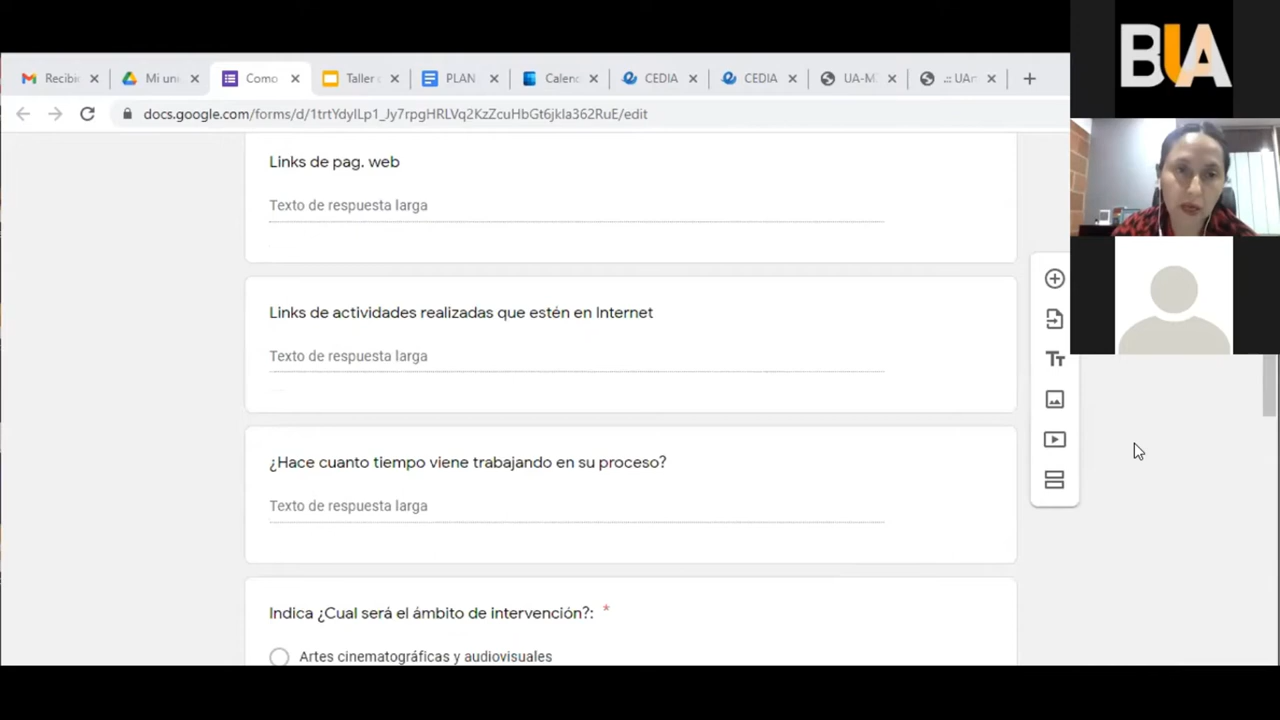 BUA
Recibi
Mi uni
Como
Taller
PLAN
Calenc
CEDIA
CEDIA
UA-M
.:: UAr
docs.google.com/forms/d/1trtYdyILp1_Jy7rpgHRLVq2KzZcuHbGt6jkIa362RuE/edit
Links de pag. web
Texto de respuesta larga
Links de actividades realizadas que estén en Internet
Texto de respuesta larga
¿Hace cuanto tiempo viene trabajando en su proceso?
Texto de respuesta larga
Indica ¿Cual será el ámbito de intervención?: *
Artes cinematográficas y audiovisuales